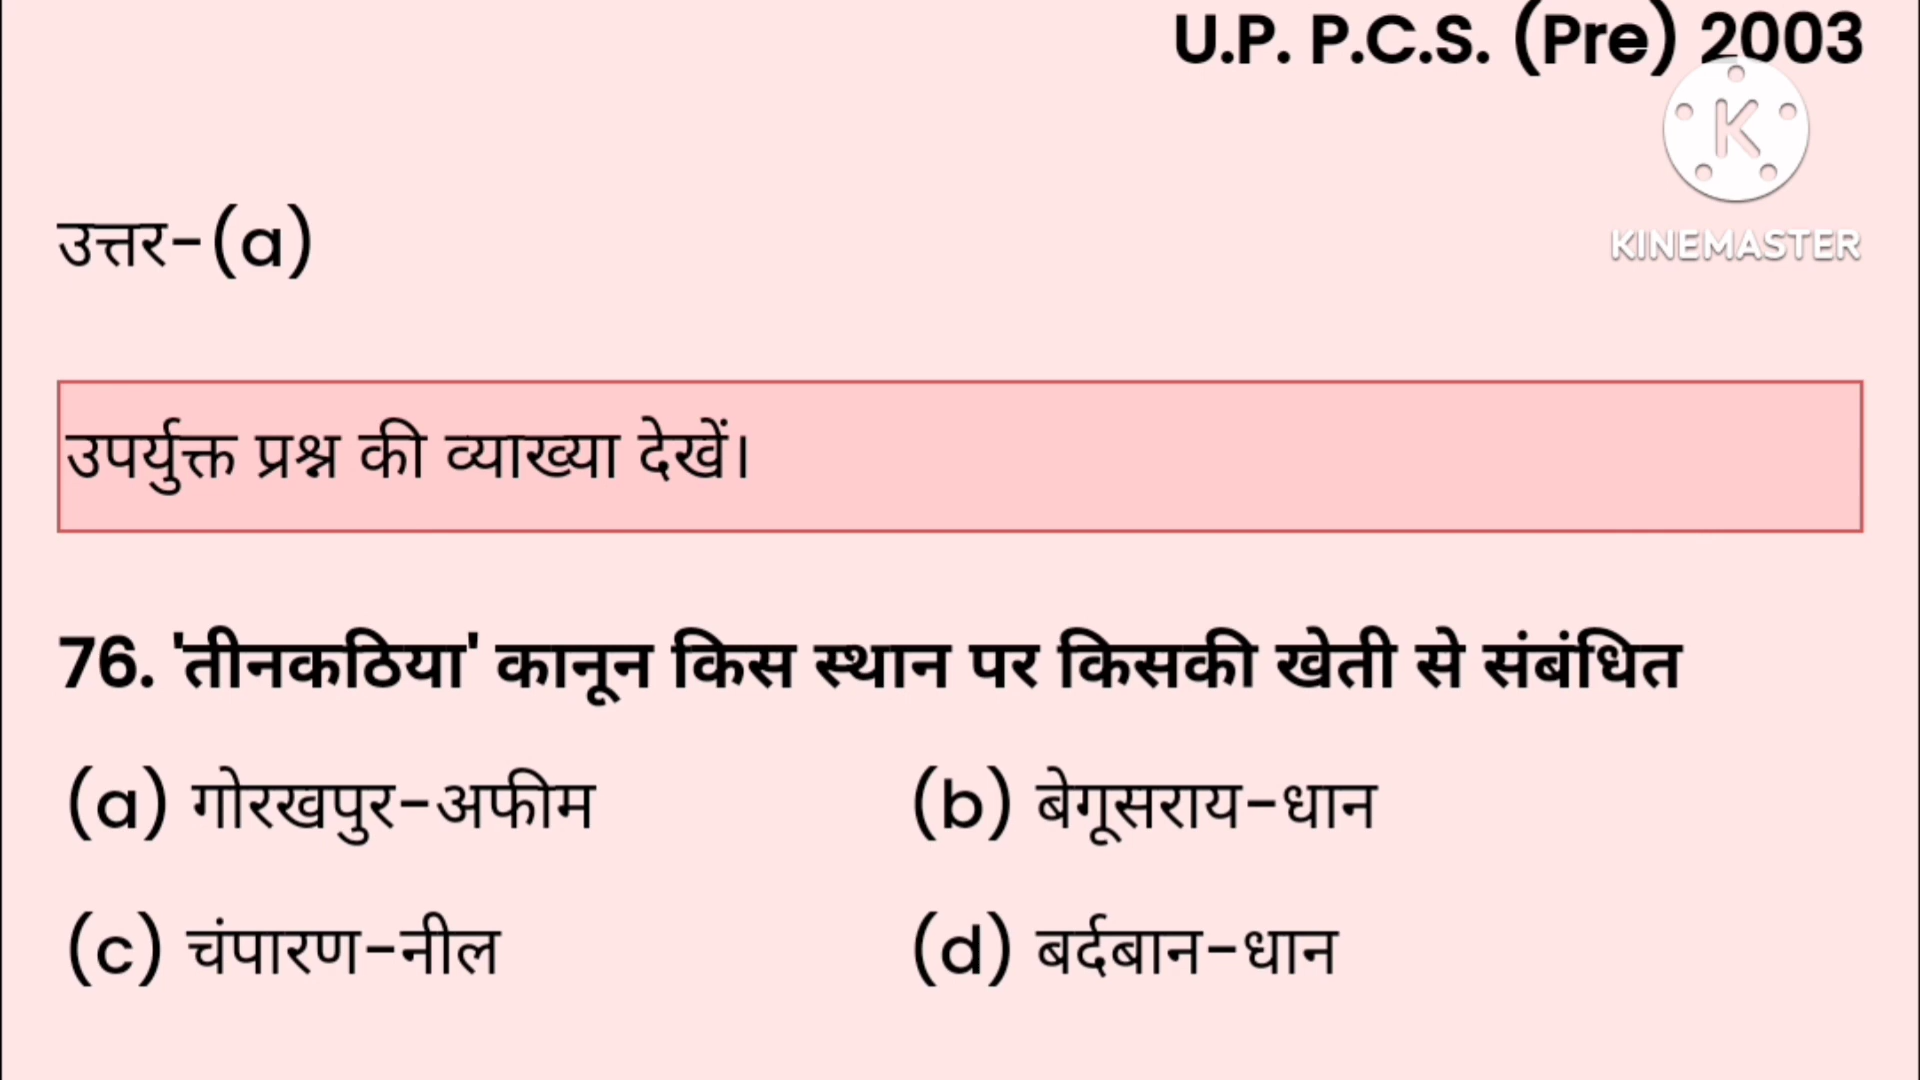 U.P. P.C.S. (Pre) 2003
K
KINEMASTER
उत्तर-(a)
उपर्युक्त प्रश्न की व्याख्या देखें।
76. 'तीनकठिया' कानून किस स्थान पर किसकी खेती से संबंधित
(a) गोरखपुर-अफीम (b) बेगूसराय-धान
(c) चंपारण-नील (d) बर्दबान-धान